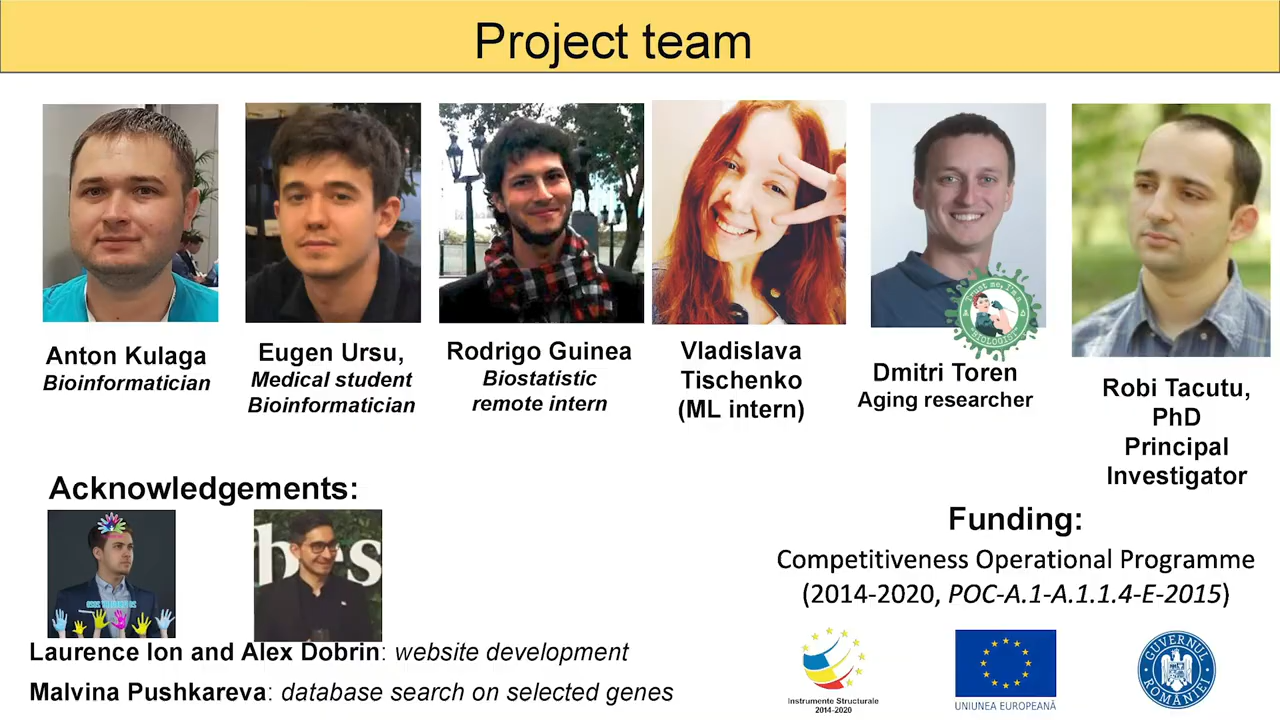 Project team
Anton Kulaga
Bioinformatician
Eugen Ursu,
Medical student
Bioinformatician
Rodrigo Guinea
Biostatistic
remote intern
Vladislava
Tischenko
(ML intern)
Trust me, I'm a
BIOLOGIST
Dmitri Toren
Aging researcher
Robi Tacutu,
PhD
Principal
Investigator
Acknowledgements:
Laurence Ion and Alex Dobrin: website development
Malvina Pushkareva: database search on selected genes
Funding:
Competitiveness Operational Programme
(2014-2020, POC-A.1-A.1.1.4-E-2015)
Instrumente Structurale
2014-2020
UNIUNEA EUROPEANĂ
GUVERNUL
ROMÂNIEI